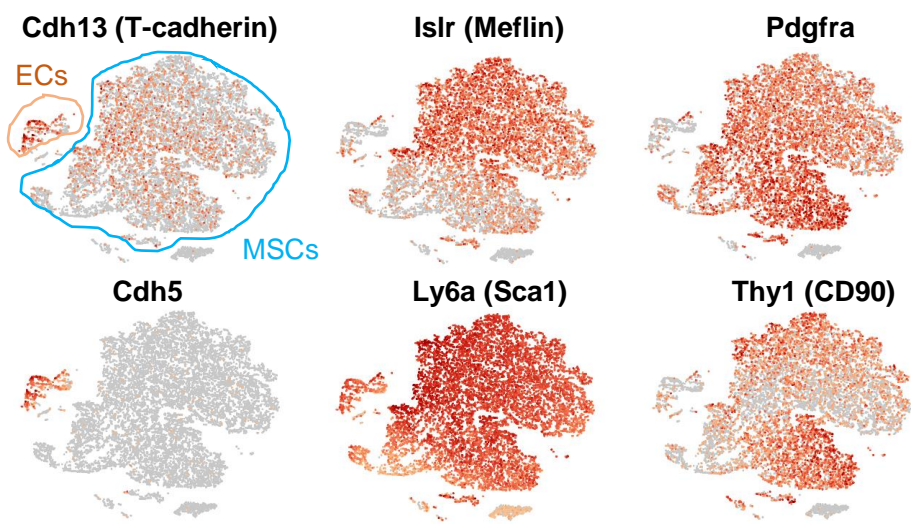 Cdh13 (T-cadherin)
Islr (Meflin)
Pdgfra
ECs
MSCs
Cdh5
Ly6a (Sca1)
Thy1 (CD90)